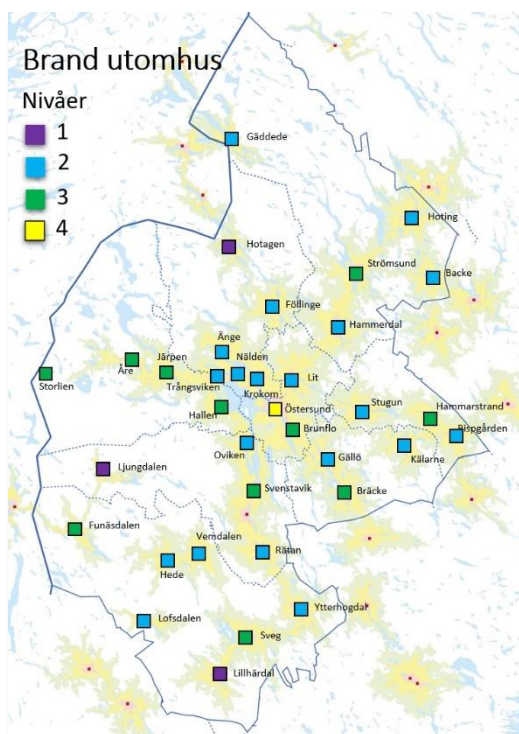 Brand utomhus
Nivåer
1
2
3
4
Gäddede
Hoting
Hotagen
Strömsund
Backe
Föllinge
Hammerdal
Änge
Järpen
Nälden
Åre
Storlien
Trångsviken
Krokom
Lit
Hallen
Östersund
Stugun
Hammarstrand
Brunflo
Bispgården
Oviken
Kälarne
Gällö
Ljungdalen
Svenstavik
Bräcke
Funäsdalen
Vemdalen
Rätan
Hede
Ytterhogdal
Lofsdalen
Sveg
Lillhärdal